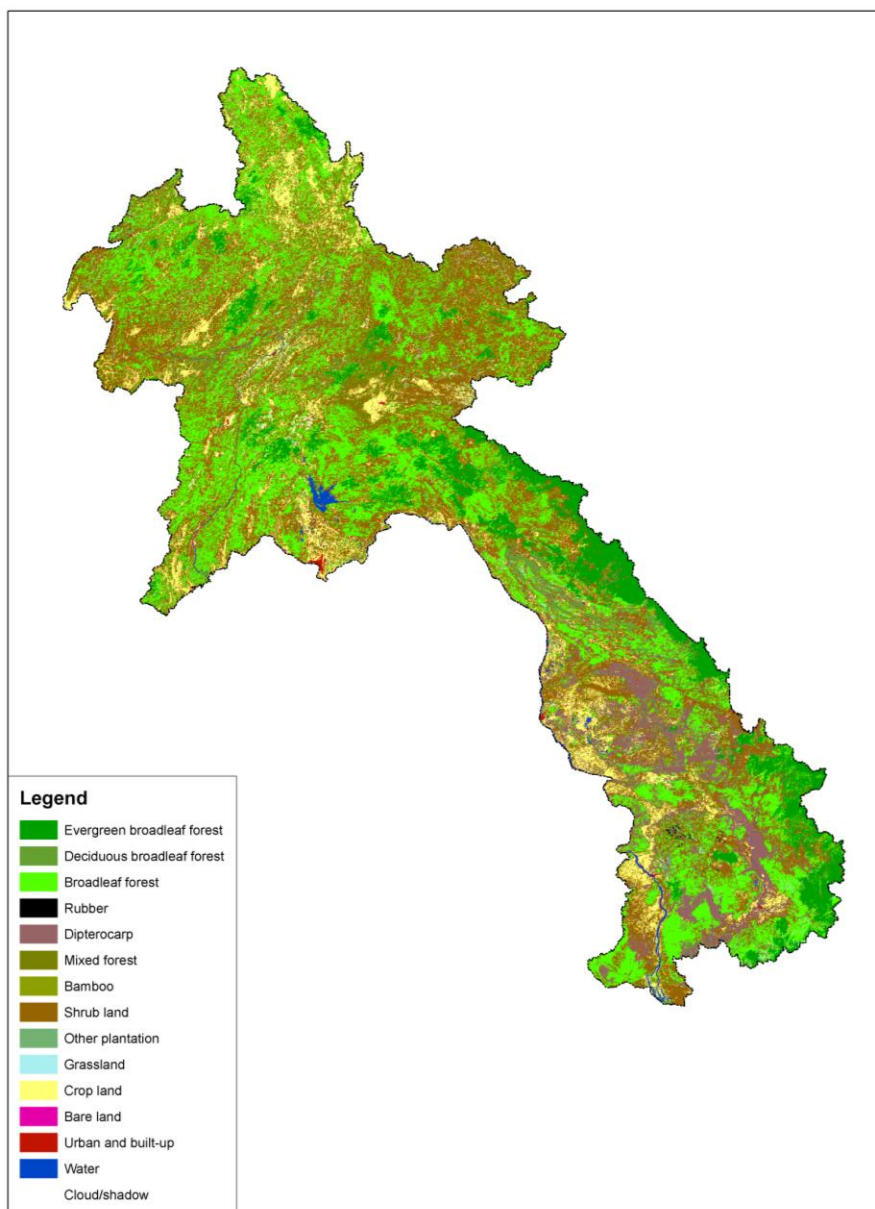 Legend
Evergreen broadleaf forest
Deciduous broadleaf forest
Broadleaf forest
Rubber
Dipterocarp
Mixed forest
Bamboo
Shrub land
Other plantation
Grassland
Crop land
Bare land
Urban and built-up
Water
Cloud/shadow